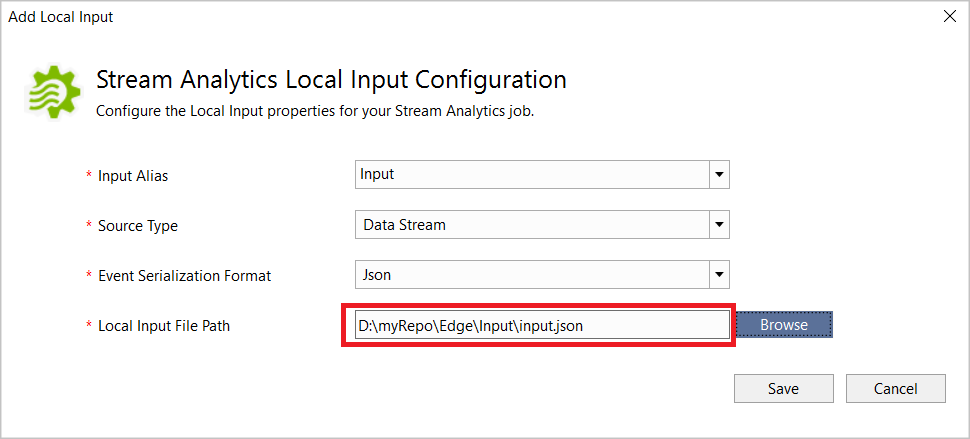 Add Local Input
Stream Analytics Local Input Configuration
Configure the Local Input properties for your Stream Analytics job.
* Input Alias
Input
* Source Type
Data Stream
* Event Serialization Format
Json
* Local Input File Path
D:\myRepo\Edge\Input\input.json
Browse
Save
Cancel